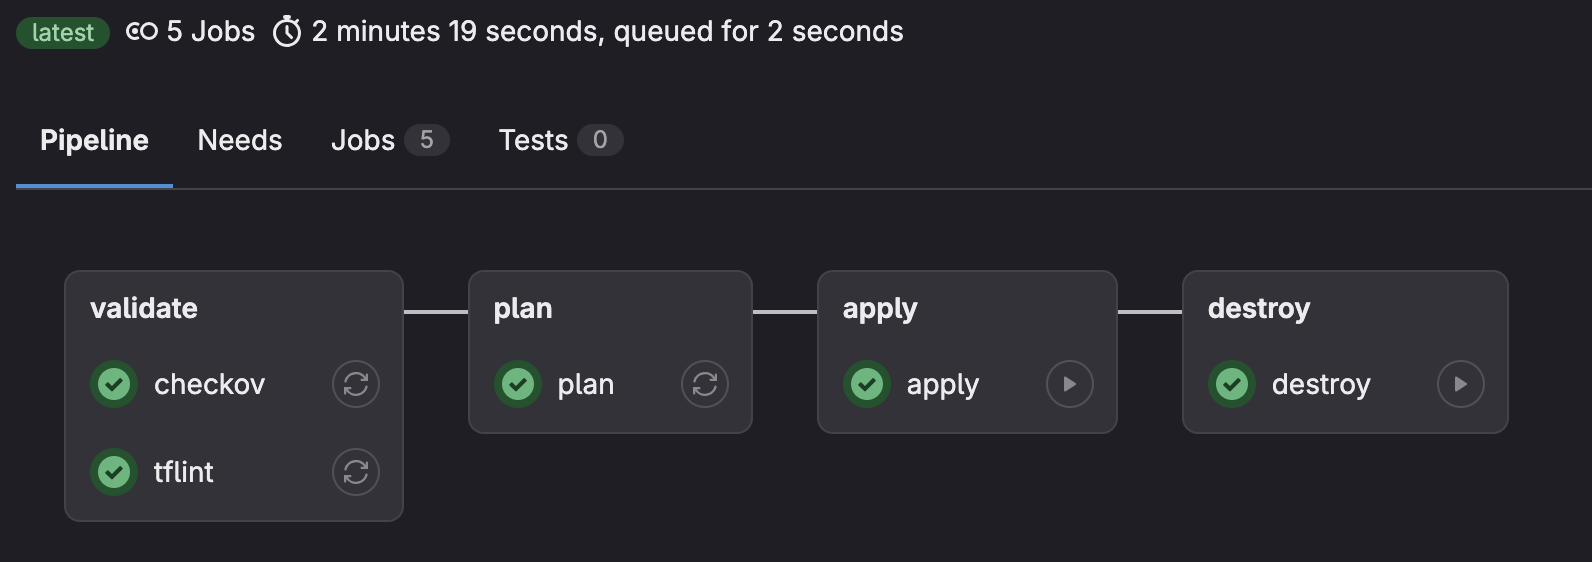 latest 5 Jobs 2 minutes 19 seconds, queued for 2 seconds
Pipeline Needs Jobs 5 Tests 0
validate
checkov
tflint
plan
plan
apply
apply
destroy
destroy